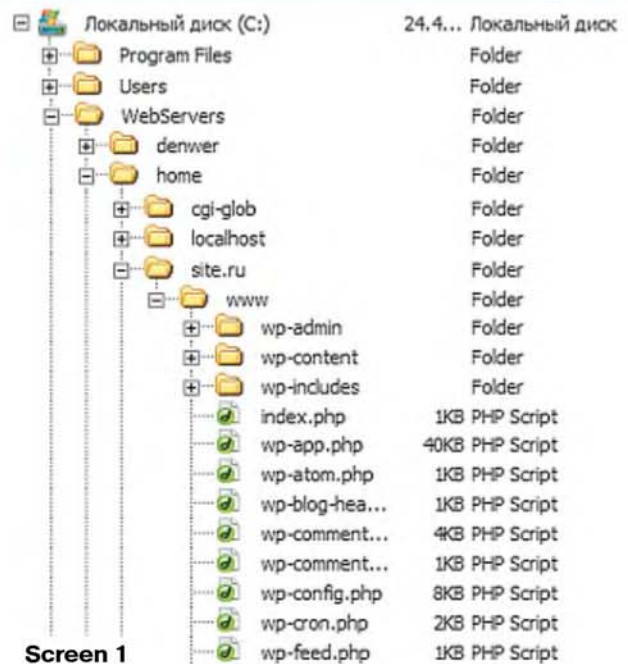 Локальный диск (C:) 24.4... Локальный диск
Program Files Folder
Users Folder
WebServers Folder
denwer Folder
home Folder
cgi-glob Folder
localhost Folder
site.ru Folder
www Folder
wp-admin Folder
wp-content Folder
wp-includes Folder
index.php 1KB PHP Script
wp-app.php 40KB PHP Script
wp-atom.php 1KB PHP Script
wp-blog-hea... 1KB PHP Script
wp-comment... 4KB PHP Script
wp-comment... 1KB PHP Script
wp-config.php 8KB PHP Script
wp-cron.php 2KB PHP Script
wp-feed.php 1KB PHP Script
Screen 1